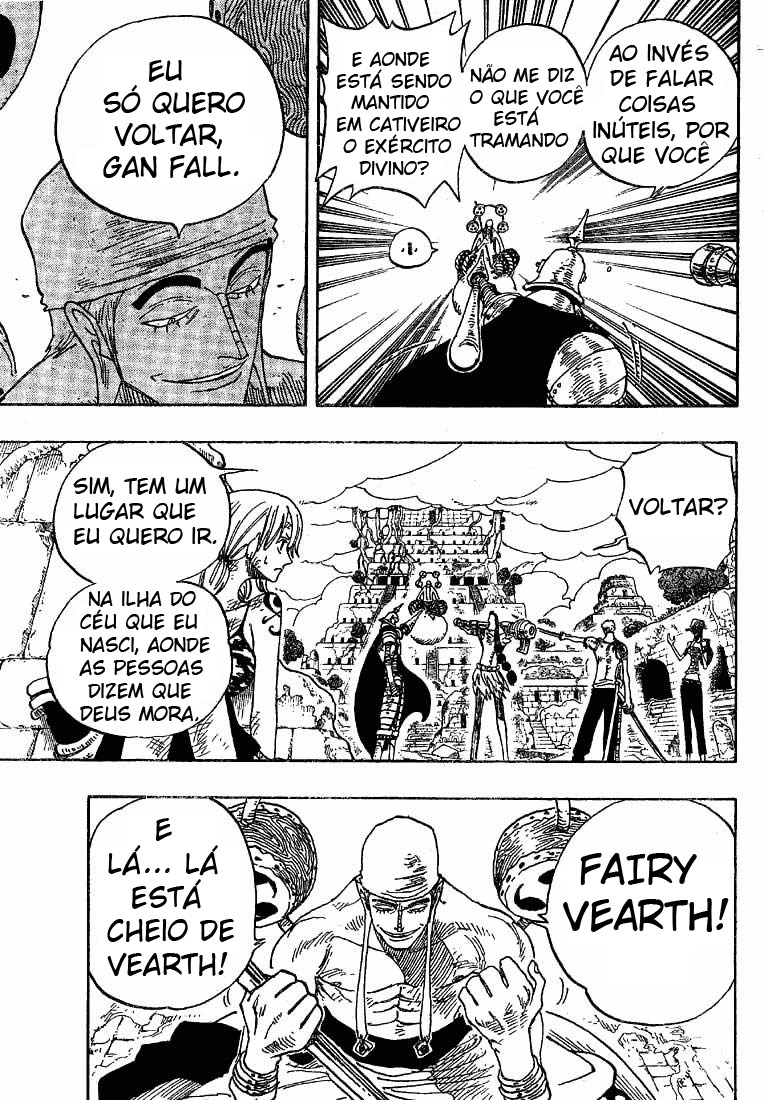 AO INVÉS
DE FALAR
COISAS
INÚTEIS, POR
QUE VOCÊ
NÃO ME DIZ
O QUE VOCÊ
ESTÁ
TRAMANDO
E AONDE
ESTÁ SENDO
MANTIDO
EM CATIVEIRO
O EXÉRCITO
DIVINO?
EU
SÓ QUERO
VOLTAR,
GAN FALL.
VOLTAR?
SIM, TEM UM
LUGAR QUE
EU QUERO IR.
NA ILHA DO
CÉU QUE EU
NASCI, AONDE
AS PESSOAS
DIZEM QUE
DEUS MORA.
FAIRY
VEARTH!
E
LÁ... LÁ
ESTÁ
CHEIO DE
VEARTH!